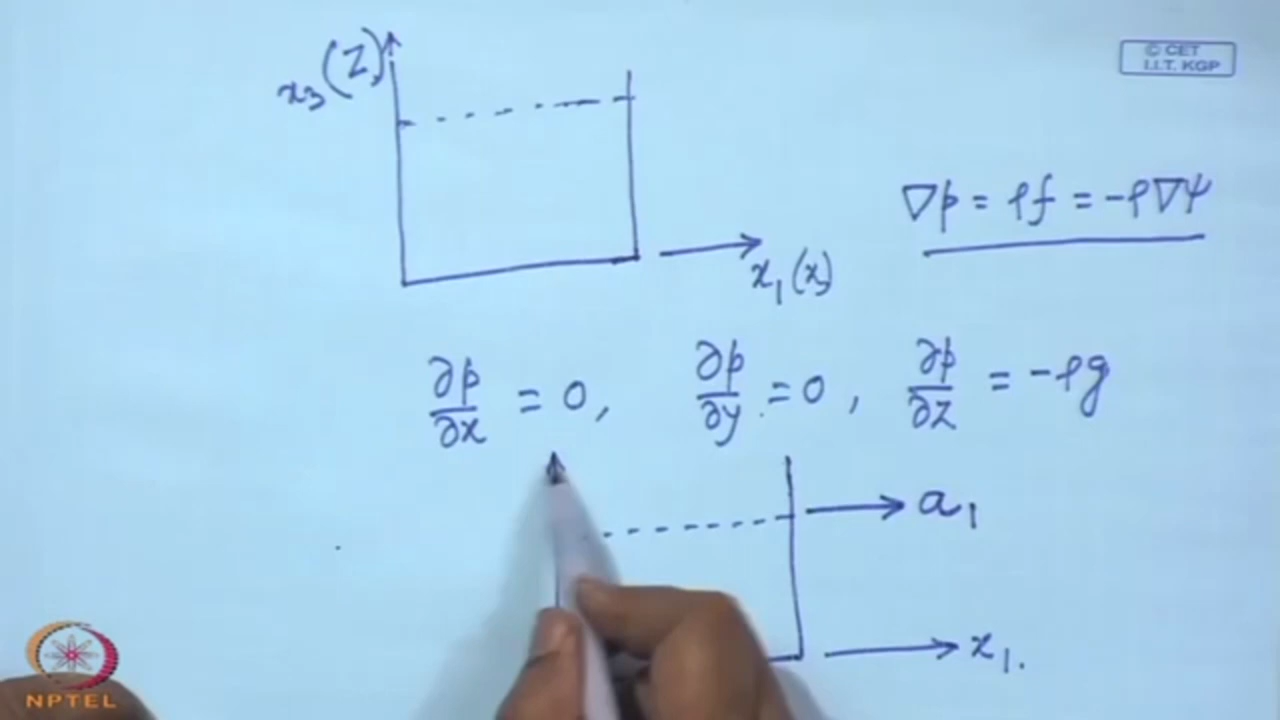 x₃ (Z)
© CET
I.I.T. KGP
∇p = ρf = -ρ∇ψ
x₁ (x)
∂p/∂x = 0, ∂p/∂y = 0, ∂p/∂z = -ρg
a₁
x₁.
NPTEL